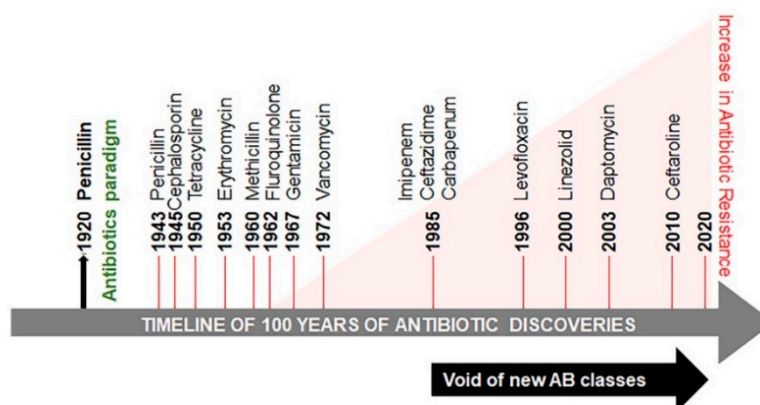 1920 Penicillin
Antibiotics paradigm
1943 Penicillin
1945 Cephalosporin
1950 Tetracycline
1953 Erythromycin
1960 Methicillin
1962 Fluroquinolone
1967 Gentamicin
1972 Vancomycin
Imipenem
Ceftazidime
1985 Carbapenum
1996 Levofloxacin
2000 Linezolid
2003 Daptomycin
2010 Ceftaroline
2020
Increase in Antibiotic Resistance
TIMELINE OF 100 YEARS OF ANTIBIOTIC DISCOVERIES
Void of new AB classes